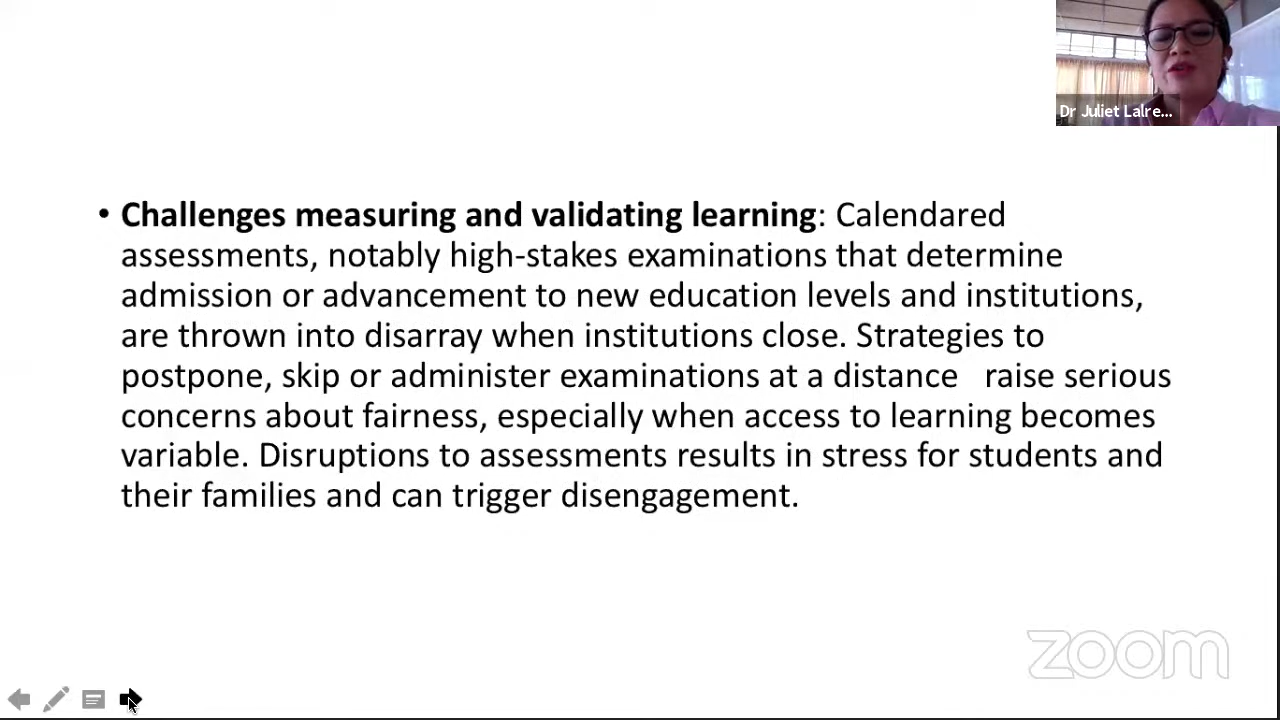 Dr Juliet Lalre...
• Challenges measuring and validating learning: Calendared
assessments, notably high-stakes examinations that determine
admission or advancement to new education levels and institutions,
are thrown into disarray when institutions close. Strategies to
postpone, skip or administer examinations at a distance   raise serious
concerns about fairness, especially when access to learning becomes
variable. Disruptions to assessments results in stress for students and
their families and can trigger disengagement.
zoom